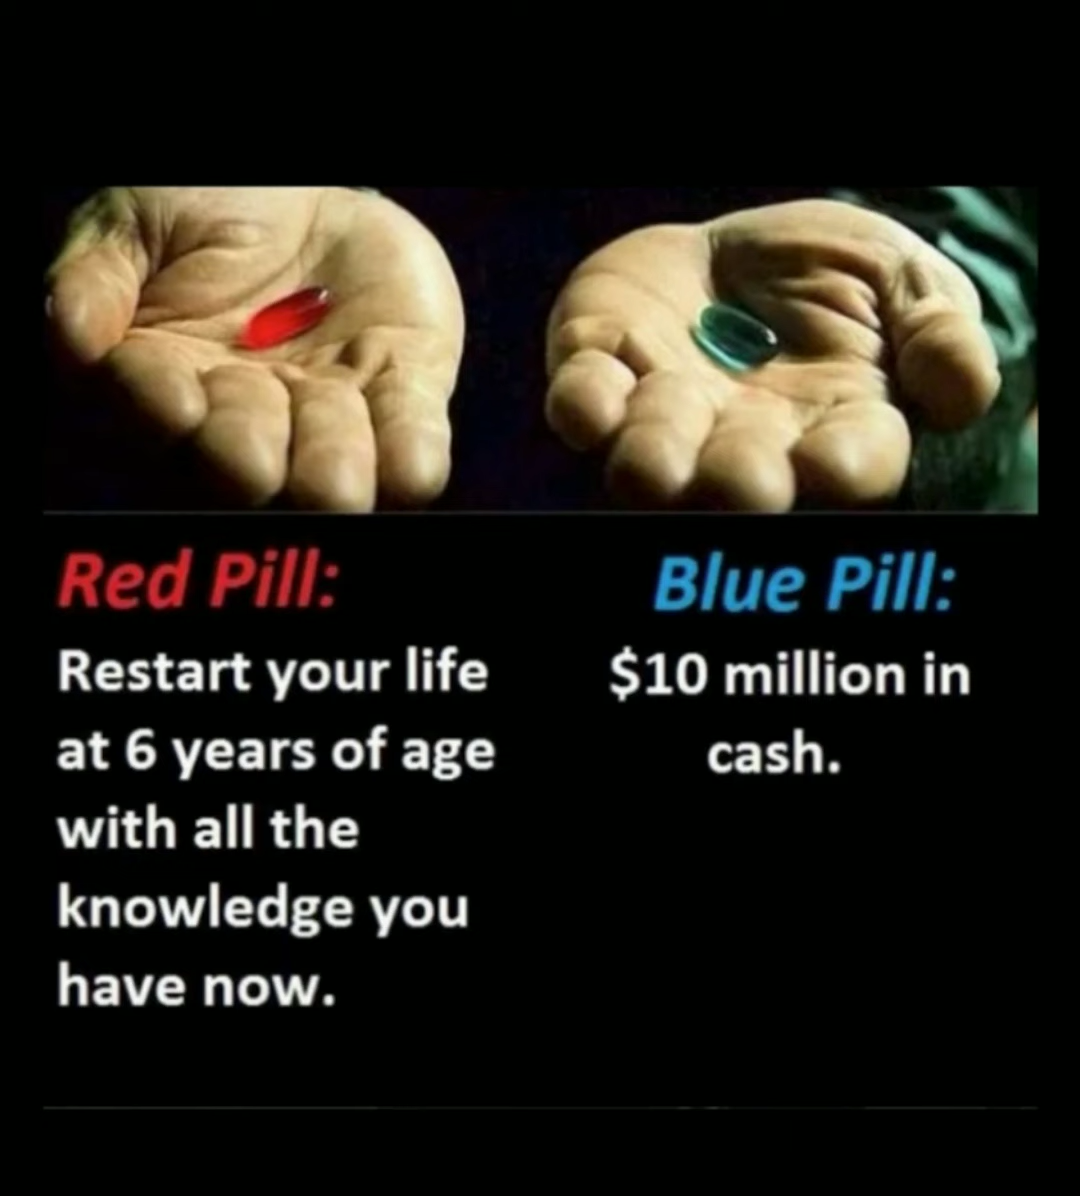 Red Pill:
Restart your life
at 6 years of age
with all the
knowledge you
have now.
Blue Pill:
$10 million in
cash.